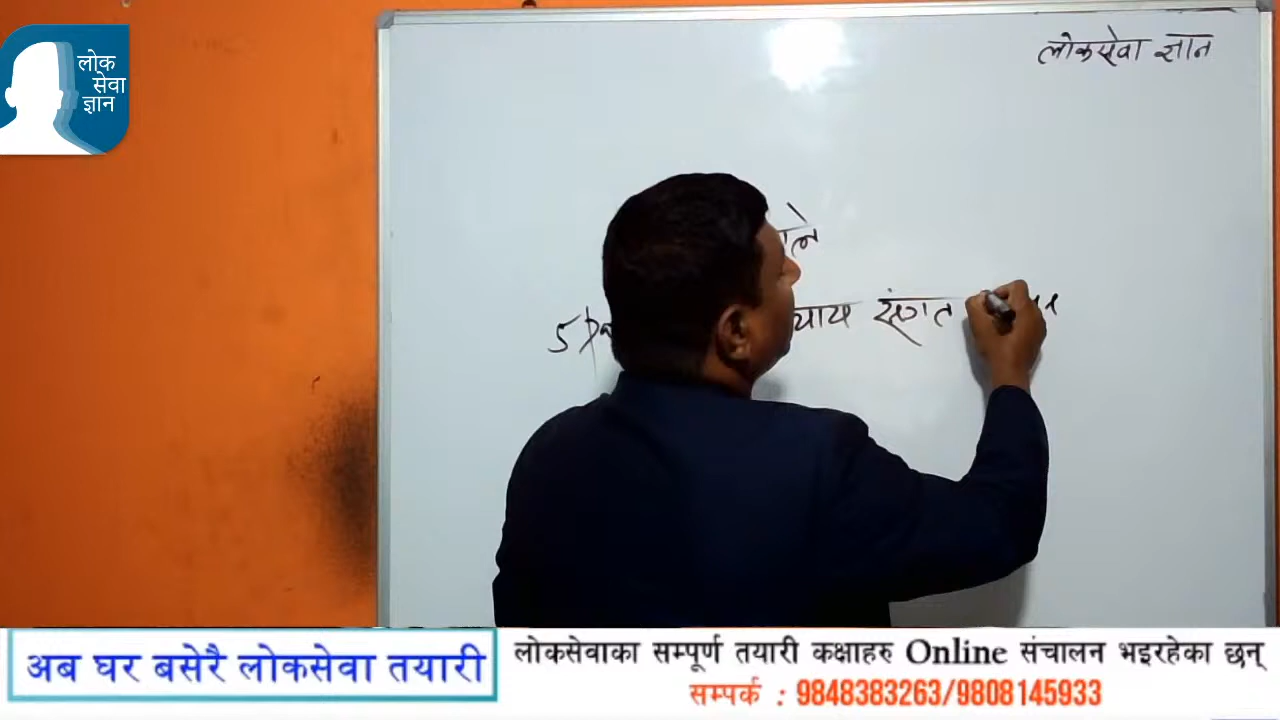 लोक
सेवा
ज्ञान
लोकसेवा ज्ञान
संगत
अब घर बसेरै लोकसेवा तयारी
लोकसेवाका सम्पूर्ण तयारी कक्षाहरु Online संचालन भइरहेका छन्
सम्पर्क : 9848383263/9808145933